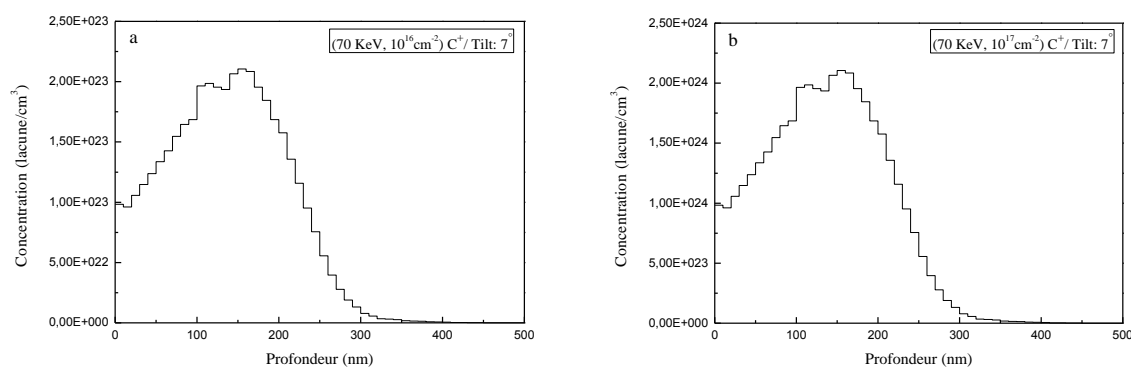 a
(70 KeV, 10¹⁶cm⁻²) C⁺/ Tilt: 7°
2,50E+023
2,00E+023
1,50E+023
1,00E+023
5,00E+022
0,00E+000
Concentration (lacune/cm³)
0 100 200 300 400 500
Profondeur (nm)
b
(70 KeV, 10¹⁷cm⁻²) C⁺/ Tilt: 7°
2,50E+024
2,00E+024
1,50E+024
1,00E+024
5,00E+023
0,00E+000
Concentration (lacune/cm³)
0 100 200 300 400 500
Profondeur (nm)